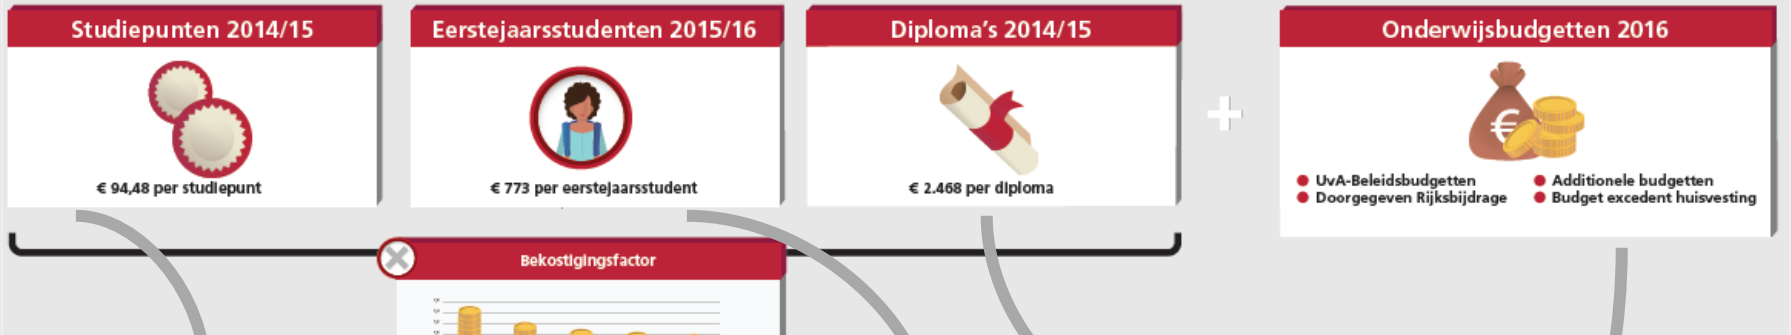 Studiepunten 2014/15
€ 94,48 per studiepunt
Eerstejaarsstudenten 2015/16
€ 773 per eerstejaarsstudent
Diploma's 2014/15
€ 2.468 per diploma
+
Onderwijsbudgetten 2016
€
UvA-Beleidsbudgetten
Doorgegeven Rijksbijdrage
Additionele budgetten
Budget excedent huisvesting
Bekostigingsfactor